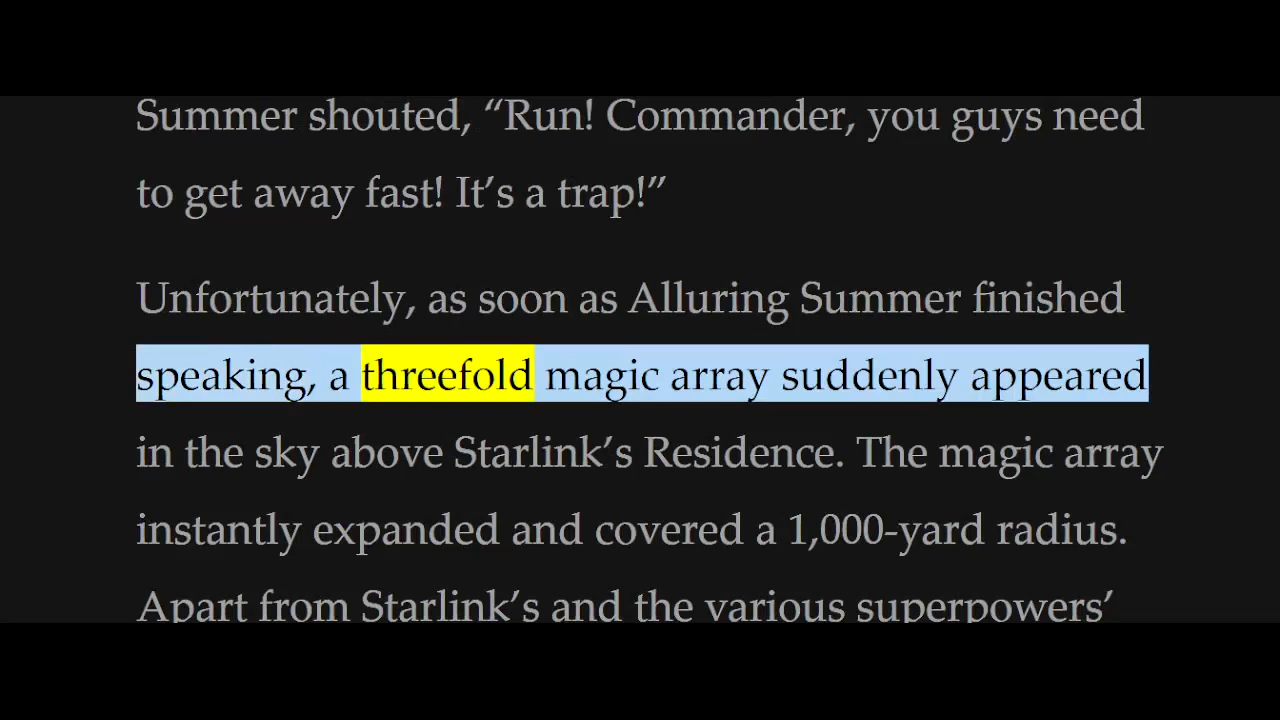 Summer shouted, “Run! Commander, you guys need
to get away fast! It’s a trap!”
Unfortunately, as soon as Alluring Summer finished
speaking, a threefold magic array suddenly appeared
in the sky above Starlink’s Residence. The magic array
instantly expanded and covered a 1,000-yard radius.
Apart from Starlink’s and the various superpowers’